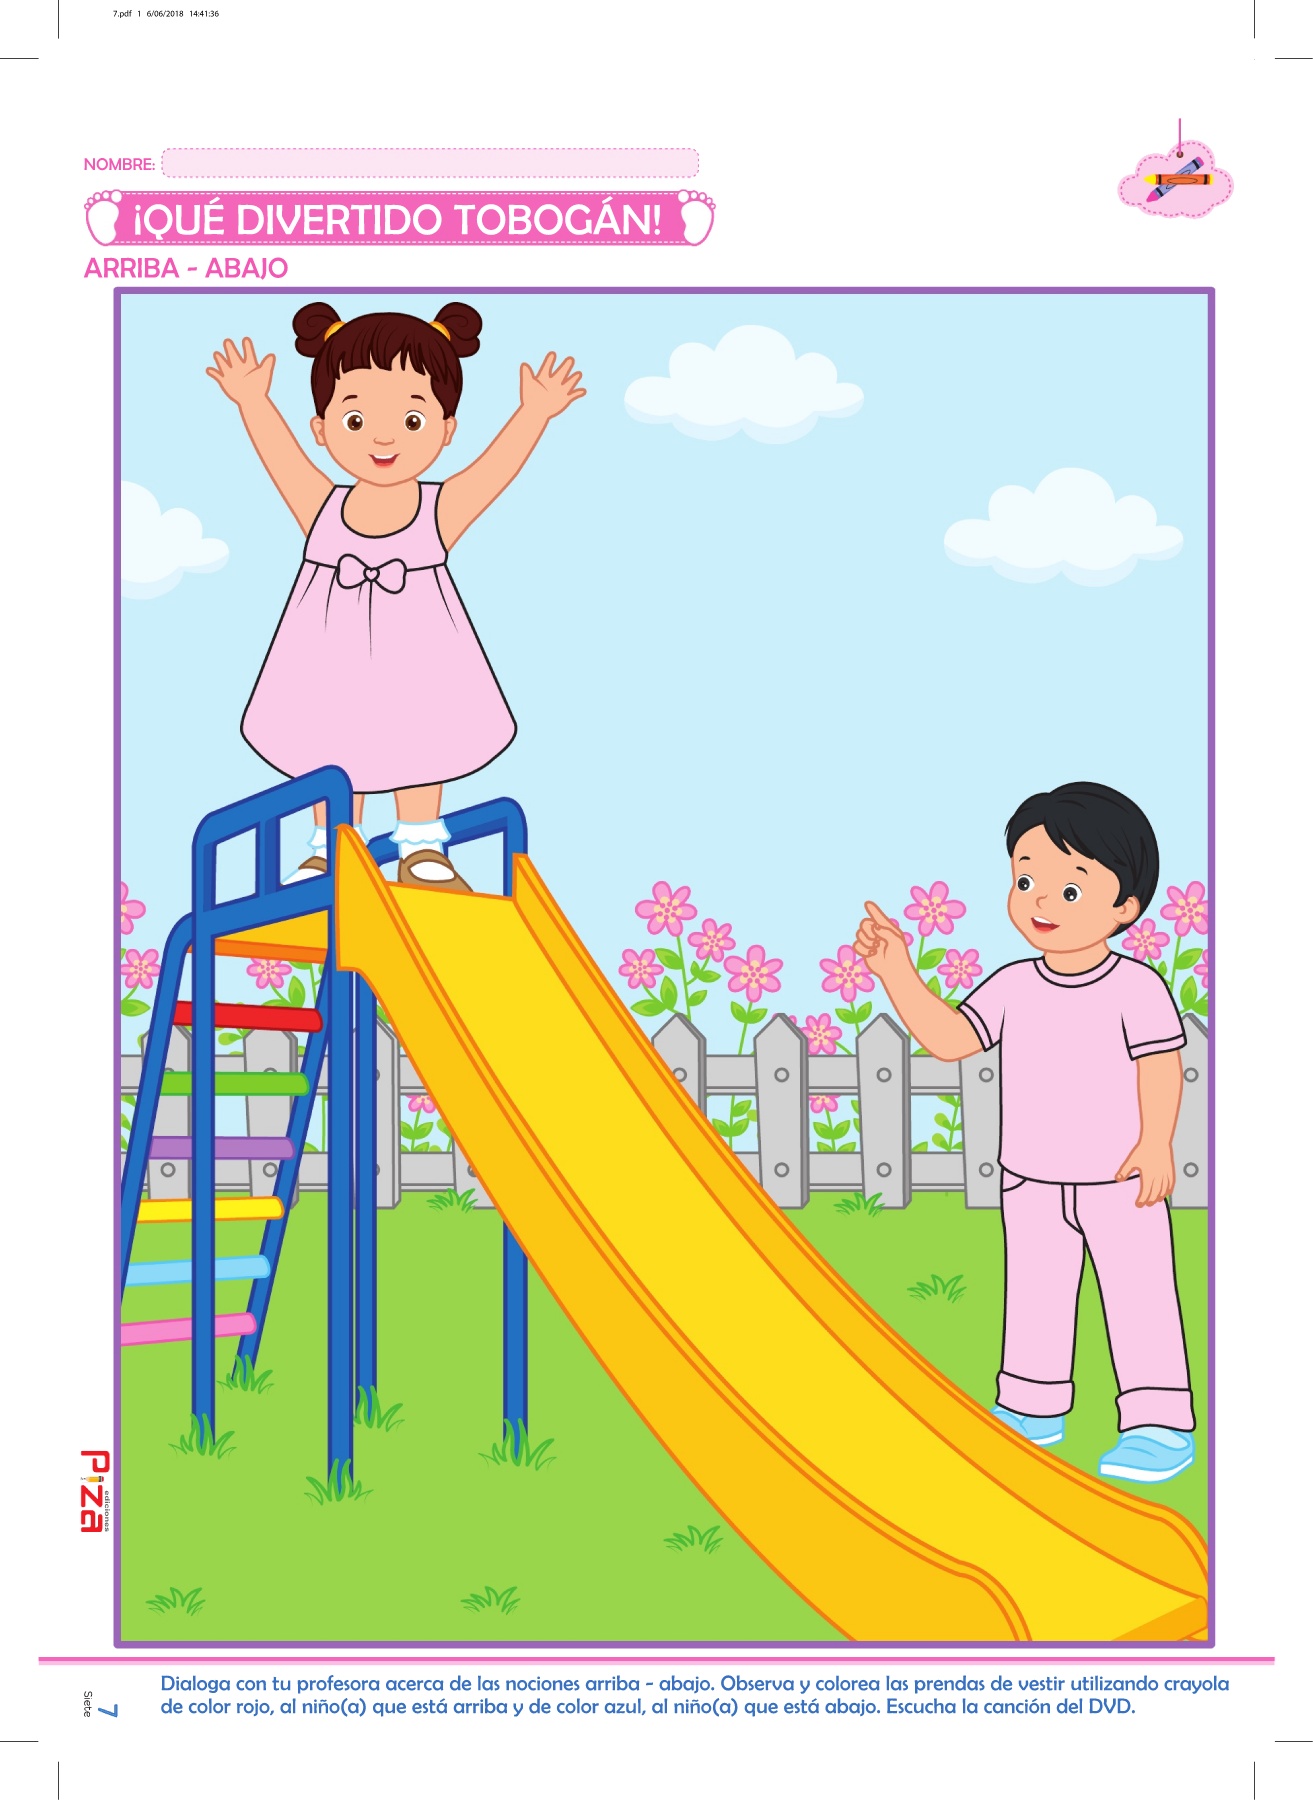 7.pdf 1 6/06/2018 14:41:36
NOMBRE:
¡QUÉ DIVERTIDO TOBOGÁN!
ARRIBA - ABAJO
PIZA
ediciones
Dialoga con tu profesora acerca de las nociones arriba - abajo. Observa y colorea las prendas de vestir utilizando crayola
de color rojo, al niño(a) que está arriba y de color azul, al niño(a) que está abajo. Escucha la canción del DVD.
7
Siete